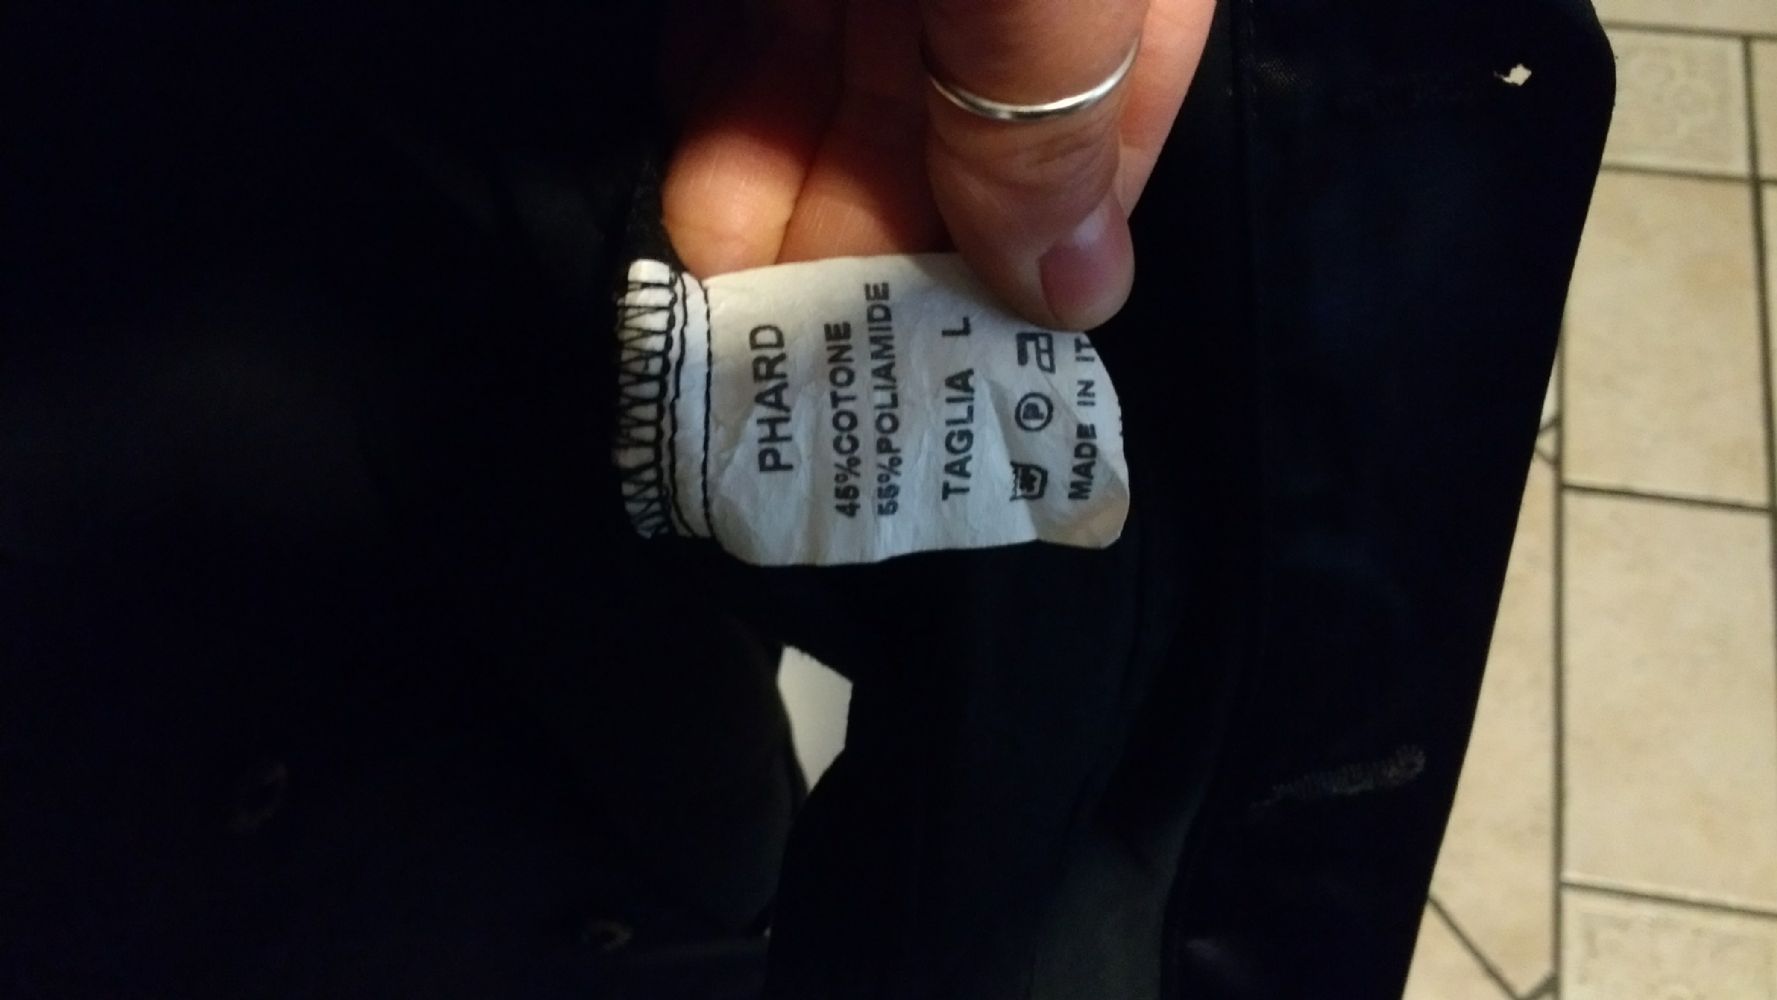 PHARD
45%COTONE
55%POLIAMIDE
TAGLIA L
P
MADE IN IT